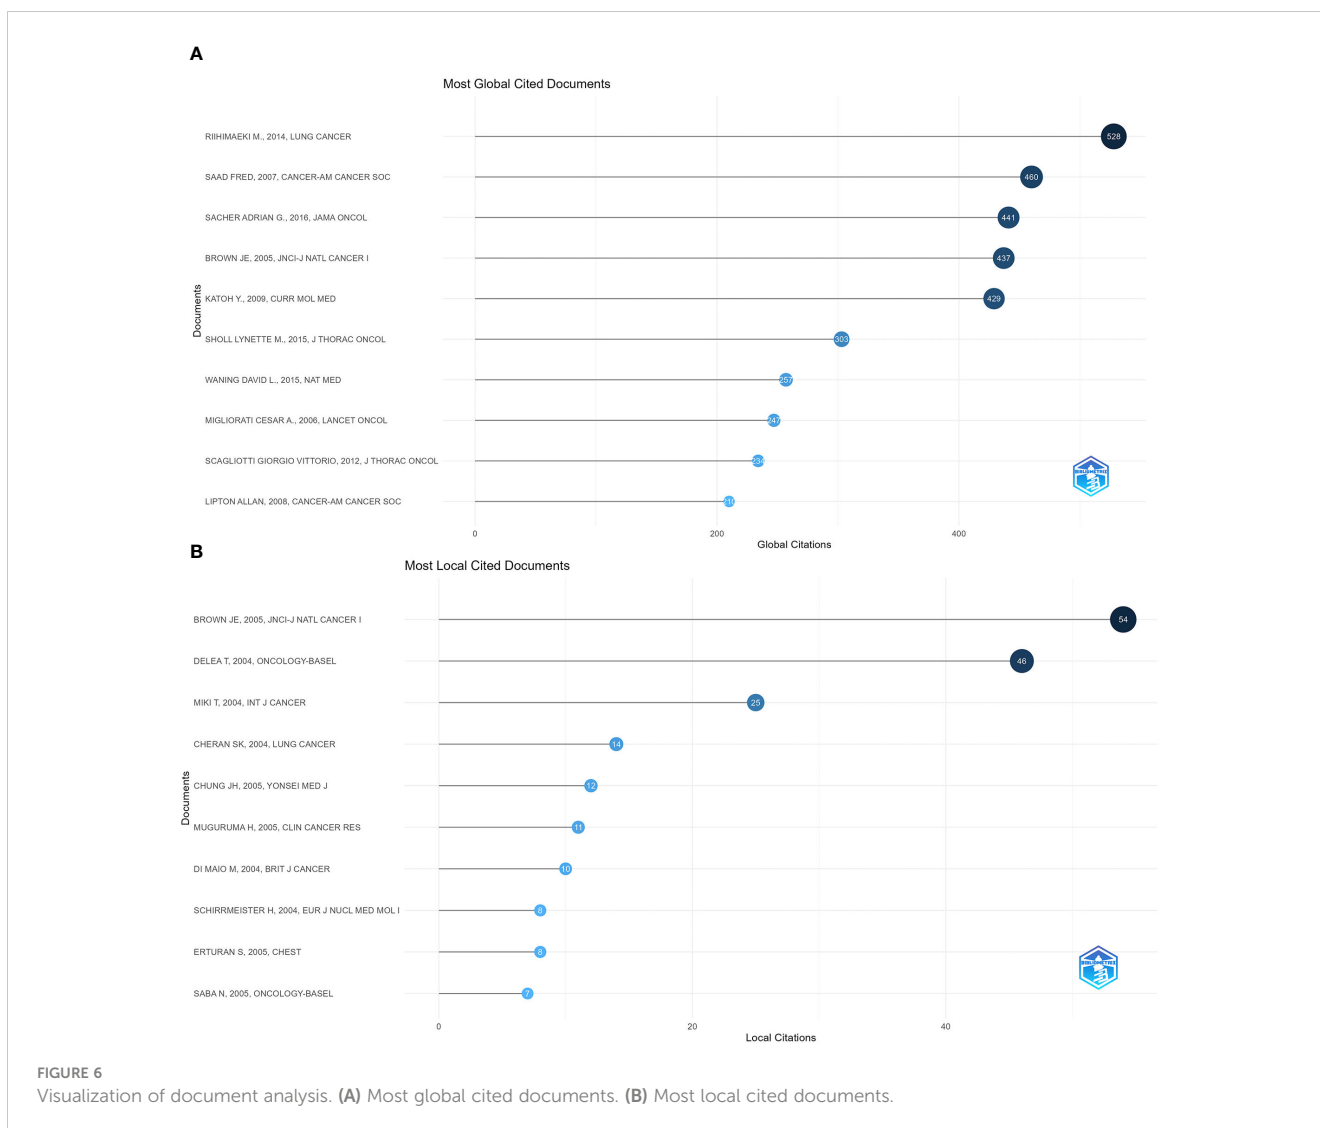 A
Most Global Cited Documents
Documents
RIIHIMAEKI M., 2014, LUNG CANCER
528
SAAD FRED, 2007, CANCER-AM CANCER SOC
460
SACHER ADRIAN G., 2016, JAMA ONCOL
441
BROWN JE, 2005, JNCI-J NATL CANCER I
437
KATOH Y., 2009, CURR MOL MED
429
SHOLL LYNETTE M., 2015, J THORAC ONCOL
303
WANING DAVID L., 2015, NAT MED
257
MIGLIORATI CESAR A., 2006, LANCET ONCOL
247
SCAGLIOTTI GIORGIO VITTORIO, 2012, J THORAC ONCOL
234
LIPTON ALLAN, 2008, CANCER-AM CANCER SOC
BIBLIOMETRIX
0 200 400
Global Citations
B
Most Local Cited Documents
Documents
BROWN JE, 2005, JNCI-J NATL CANCER I
54
DELEA T, 2004, ONCOLOGY-BASEL
46
MIKI T, 2004, INT J CANCER
25
CHERAN SK, 2004, LUNG CANCER
14
CHUNG JH, 2005, YONSEI MED J
12
MUGURUMA H, 2005, CLIN CANCER RES
11
DI MAIO M, 2004, BRIT J CANCER
10
SCHIRRMEISTER H, 2004, EUR J NUCL MED MOL I
8
ERTURAN S, 2005, CHEST
8
SABA N, 2005, ONCOLOGY-BASEL
7
BIBLIOMETRIX
0 20 40
Local Citations
FIGURE 6
Visualization of document analysis. (A) Most global cited documents. (B) Most local cited documents.